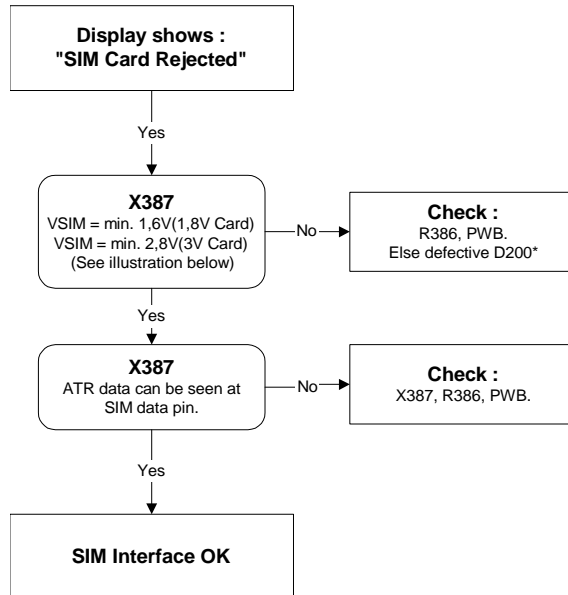 Display shows :
"SIM Card Rejected"
Yes
X387
VSIM = min. 1,6V(1,8V Card)
VSIM = min. 2,8V(3V Card)
(See illustration below)
No
Check :
R386, PWB.
Else defective D200*
Yes
X387
ATR data can be seen at
SIM data pin.
No
Check :
X387, R386, PWB.
Yes
SIM Interface OK